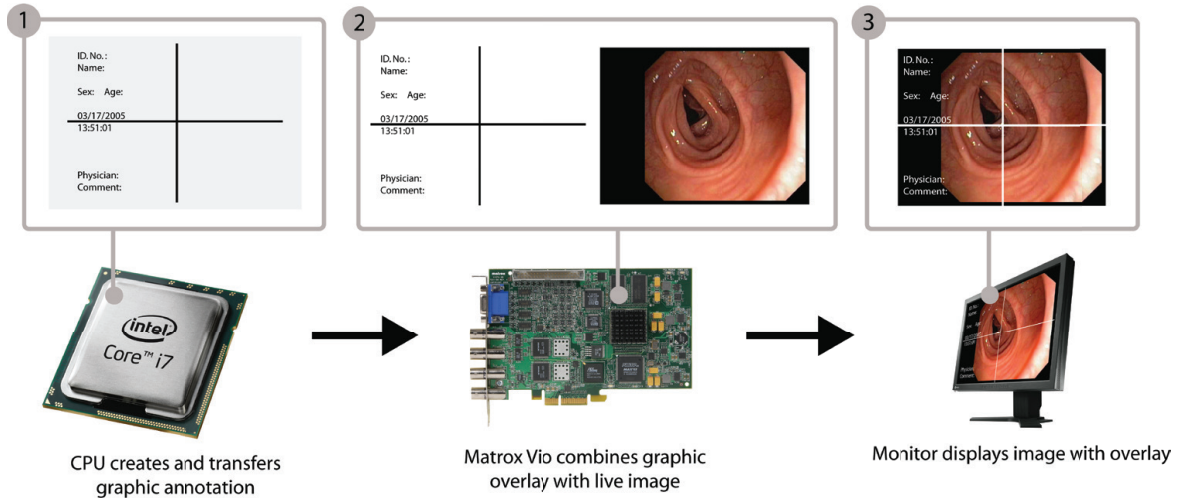 1
ID. No.:
Name:
Sex: Age:
03/17/2005
13:51:01
Physician:
Comment:
2
ID. No.:
Name:
Sex: Age:
03/17/2005
13:51:01
Physician:
Comment:
3
ID. No.:
Name:
Sex: Age:
03/17/2005
13:51:01
Physician:
Comment:
intel
Core™ i7
CPU creates and transfers
graphic annotation
Matrox Vio combines graphic
overlay with live image
Monitor displays image with overlay